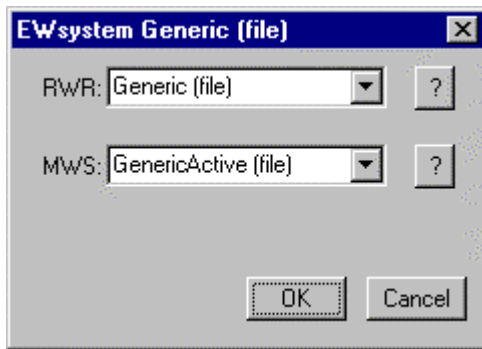 EWsystem Generic (file)
RWR: Generic (file) ?
MWS: GenericActive (file) ?
OK Cancel